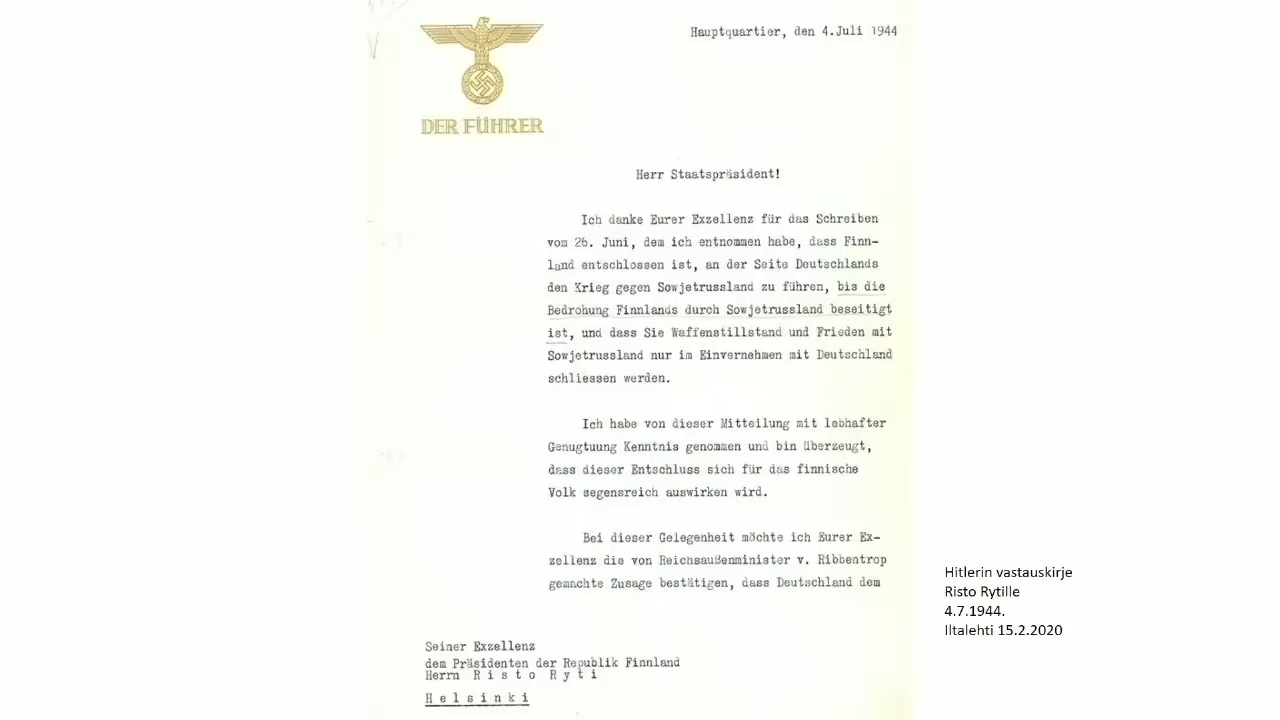 Hauptquartier, den 4.Juli 1944
DER FÜHRER
Herr Staatspräsident!
Ich danke Eurer Exzellenz für das Schreiben
vom 26. Juni, dem ich entnommen habe, dass Finn-
land entschlossen ist, an der Seite Deutschlands
den Krieg gegen Sowjetrussland zu führen, bis die
Bedrohung Finnlands durch Sowjetrussland beseitigt
ist, und dass Sie Waffenstillstand und Frieden mit
Sowjetrussland nur im Einvernehmen mit Deutschland
schliessen werden.
Ich habe von dieser Mitteilung mit lebhafter
Genugtuung Kenntnis genommen und bin überzeugt,
dass dieser Entschluss sich für das finnische
Volk segensreich auswirken wird.
Bei dieser Gelegenheit möchte ich Eurer Ex-
zellenz die von Reichsaußenminister v. Ribbentrop
gemachte Zusage bestätigen, dass Deutschland dem
Seiner Exzellenz
dem Präsidenten der Republik Finnland
Herrn R i s t o R y t i
H e l s i n k i
Hitlerin vastauskirje
Risto Rytille
4.7.1944.
Iltalehti 15.2.2020